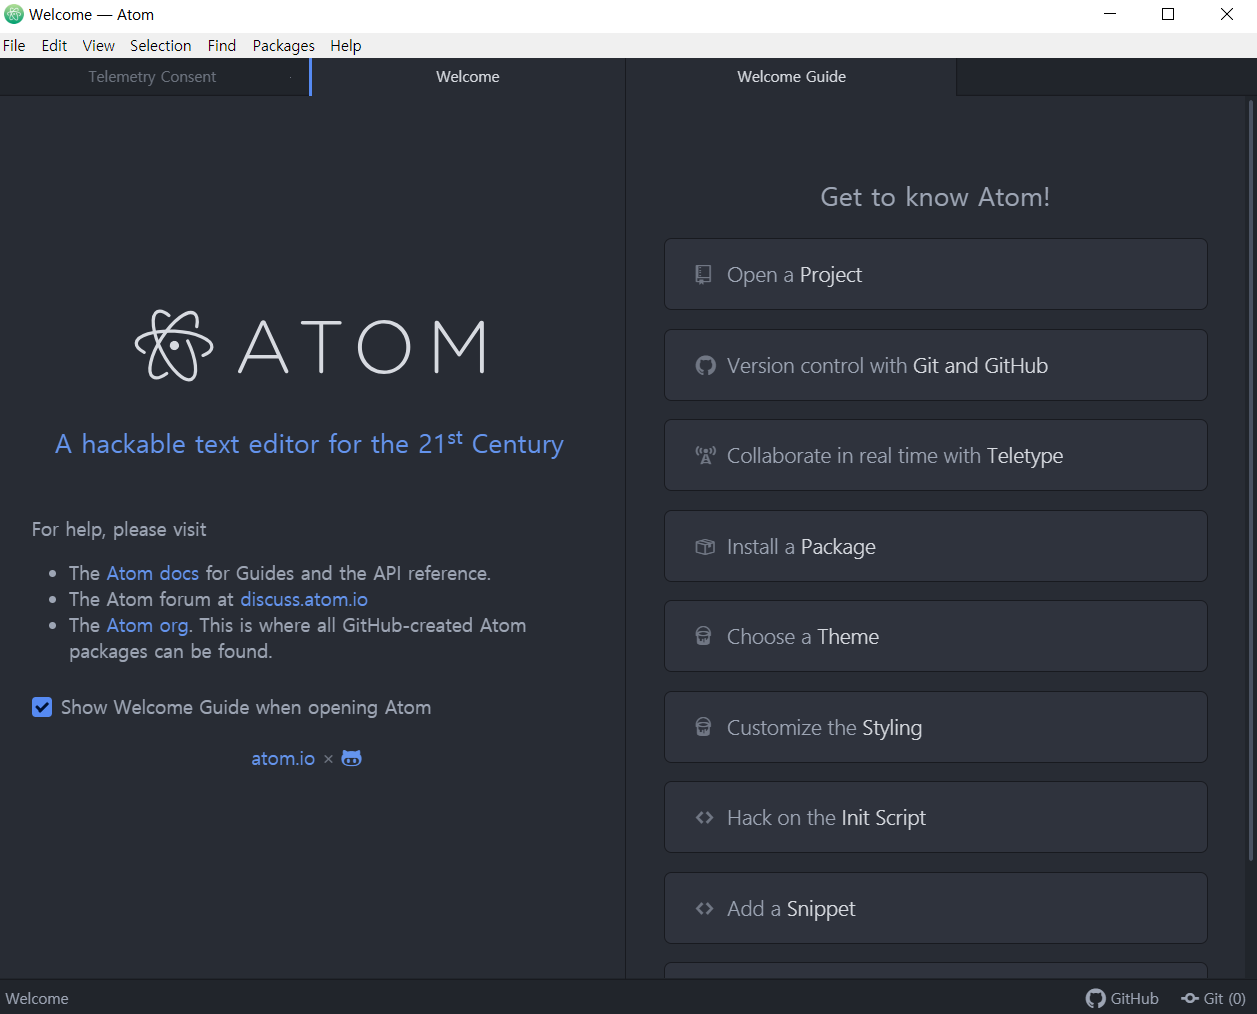 Welcome — Atom
File Edit View Selection Find Packages Help
Telemetry Consent
Welcome
Welcome Guide
ATOM
A hackable text editor for the 21st Century
For help, please visit
The Atom docs for Guides and the API reference.
The Atom forum at discuss.atom.io
The Atom org. This is where all GitHub-created Atom
packages can be found.
Show Welcome Guide when opening Atom
atom.io ×
Get to know Atom!
Open a Project
Version control with Git and GitHub
Collaborate in real time with Teletype
Install a Package
Choose a Theme
Customize the Styling
Hack on the Init Script
Add a Snippet
Welcome
GitHub
Git (0)